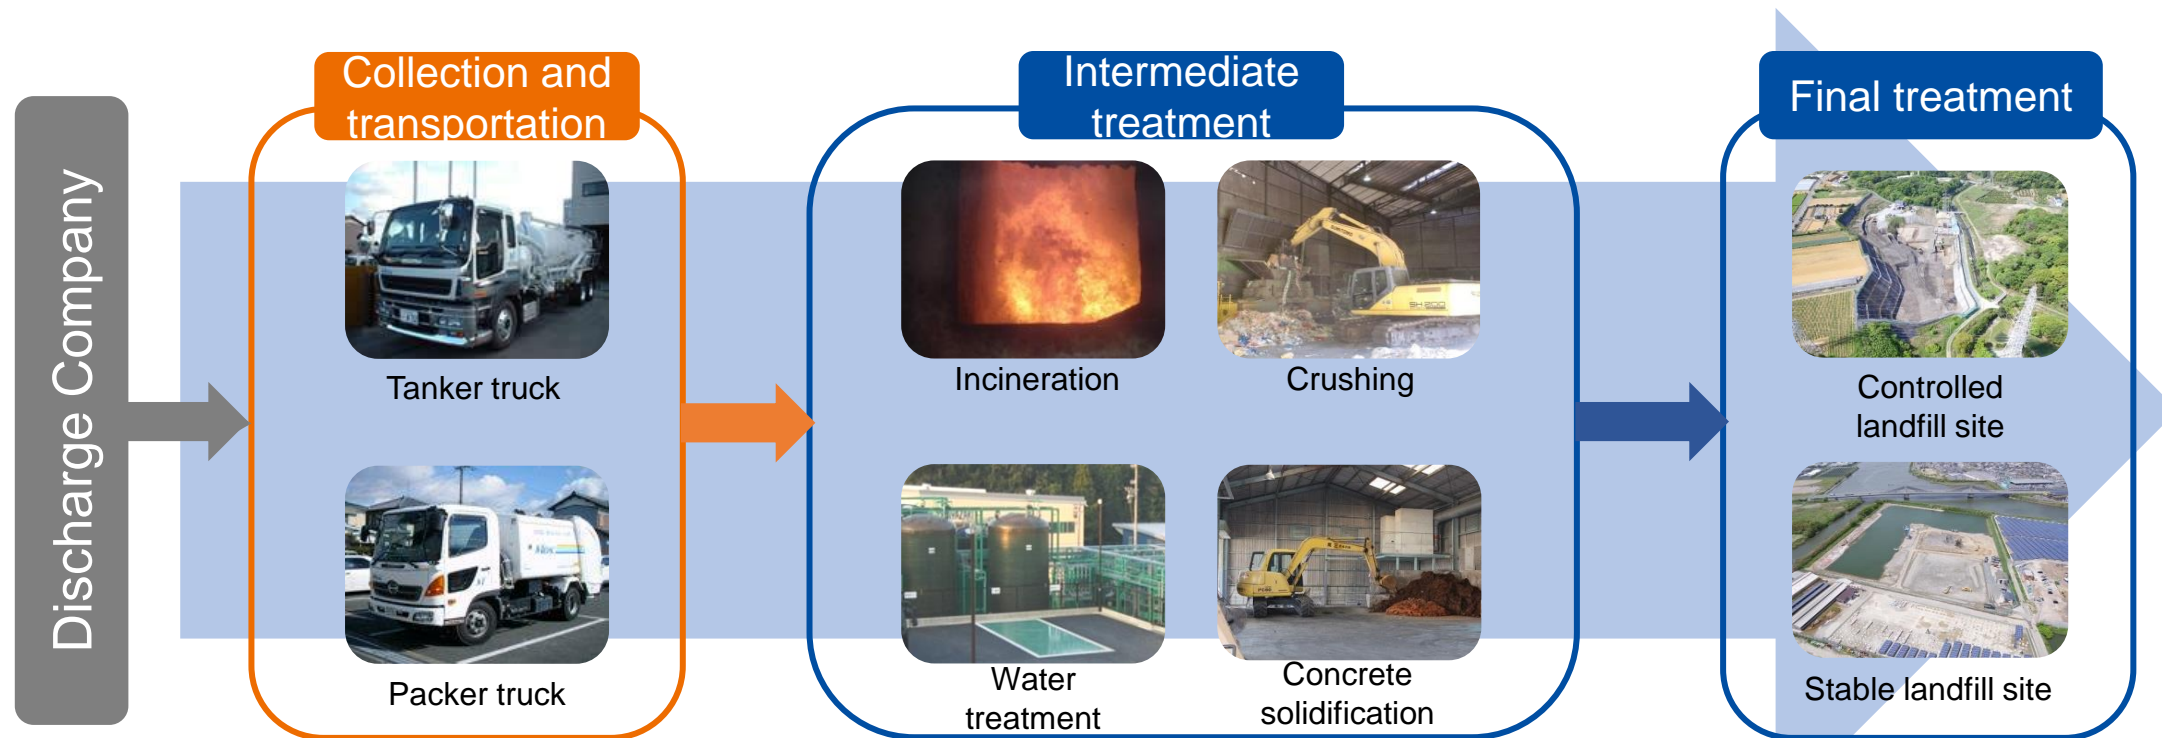 Discharge Company
Collection and
transportation
Tanker truck
Packer truck
Intermediate
treatment
Incineration
Crushing
Water
treatment
Concrete
solidification
Final treatment
Controlled
landfill site
Stable landfill site
SH200